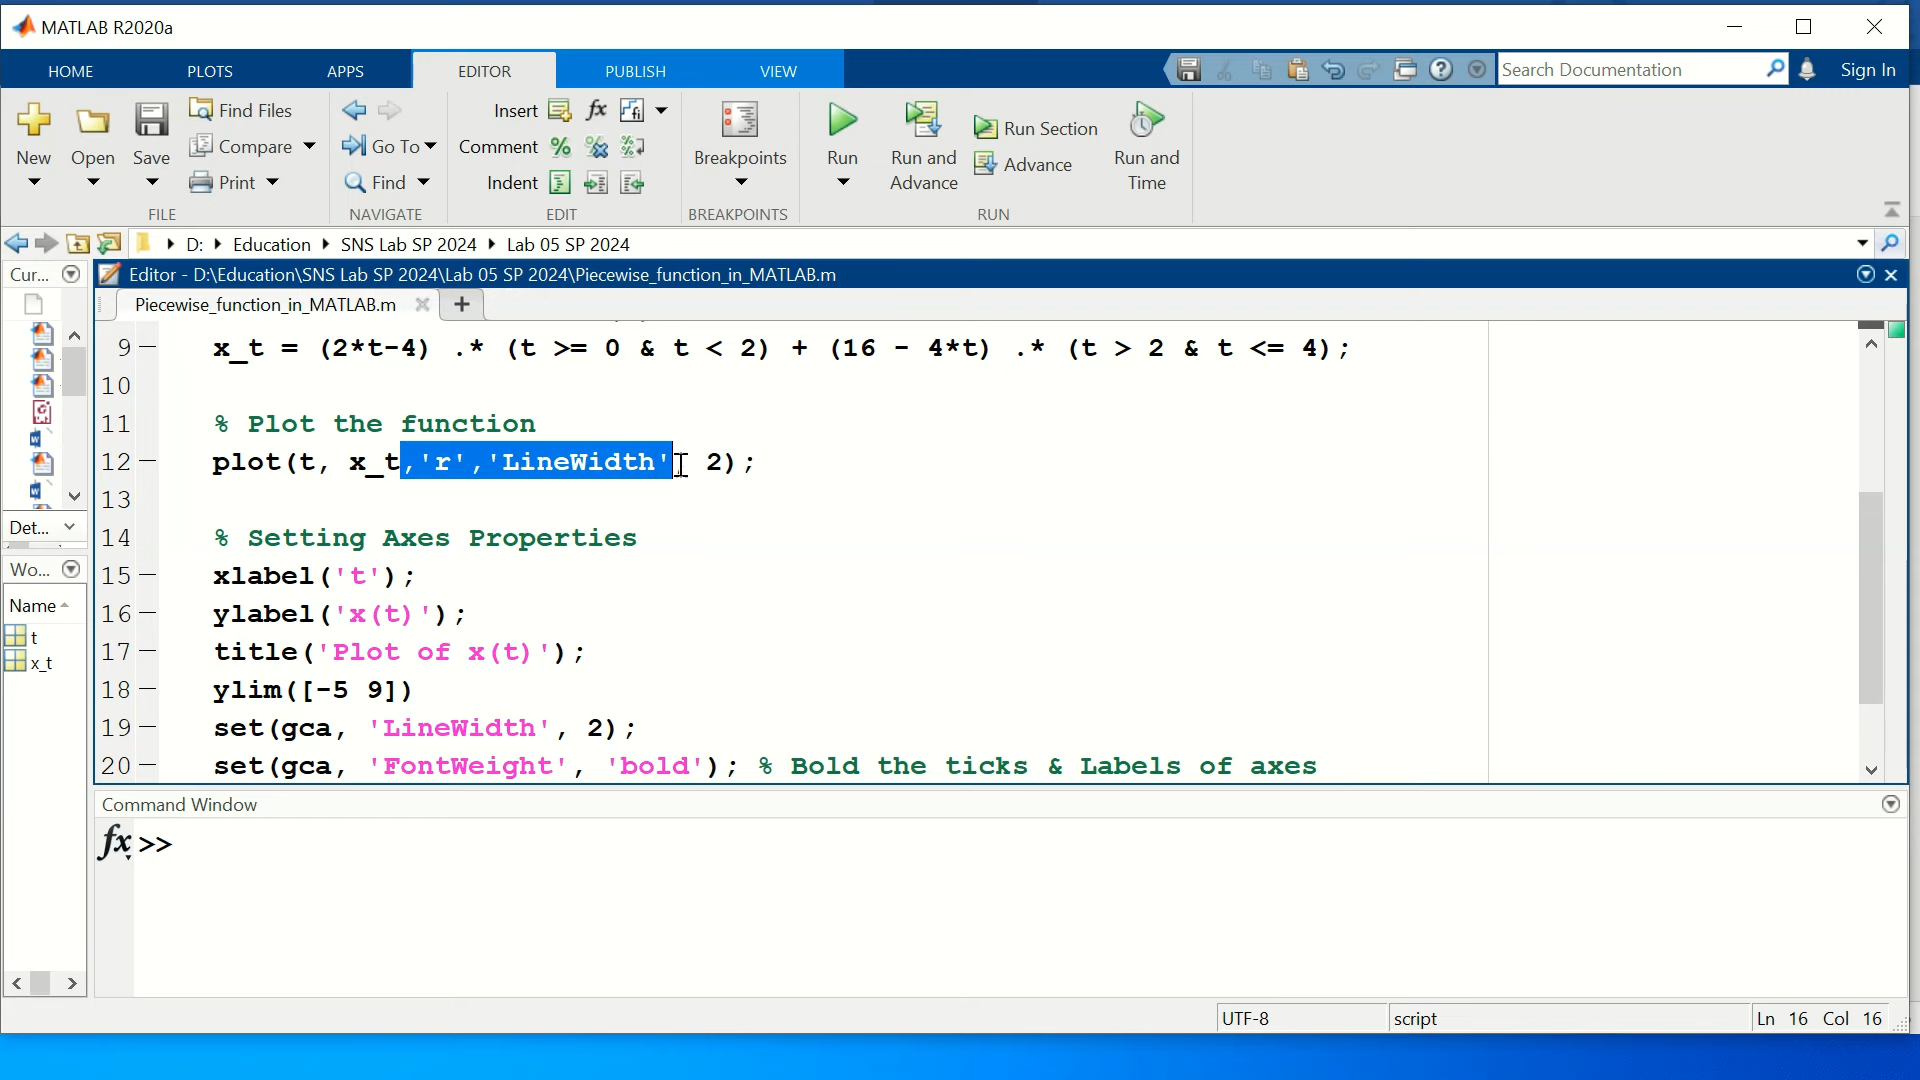 MATLAB R2020a
HOME PLOTS APPS EDITOR PUBLISH VIEW
Search Documentation
Sign In
New
Open
Save
Find Files
Compare
Print
FILE
Go To
Find
NAVIGATE
Insert
Comment
Indent
EDIT
Breakpoints
BREAKPOINTS
Run
Run and Advance
Run Section
Advance
Run and Time
RUN
D: Education SNS Lab SP 2024 Lab 05 SP 2024
Cur...
Editor - D:\Education\SNS Lab SP 2024\Lab 05 SP 2024\Piecewise_function_in_MATLAB.m
Piecewise_function_in_MATLAB.m
9 x_t = (2*t-4) .* (t >= 0 & t < 2) + (16 - 4*t) .* (t > 2 & t <= 4);
10
11 % Plot the function
12 plot(t, x_t,'r','LineWidth', 2);
13
14 % Setting Axes Properties
15 xlabel('t');
16 ylabel('x(t)');
17 title('Plot of x(t)');
18 ylim([-5 9])
19 set(gca, 'LineWidth', 2);
20 set(gca, 'FontWeight', 'bold'); % Bold the ticks & Labels of axes
Det...
Wo...
Name
t
x_t
Command Window
fx >>
UTF-8
script
Ln 16 Col 16